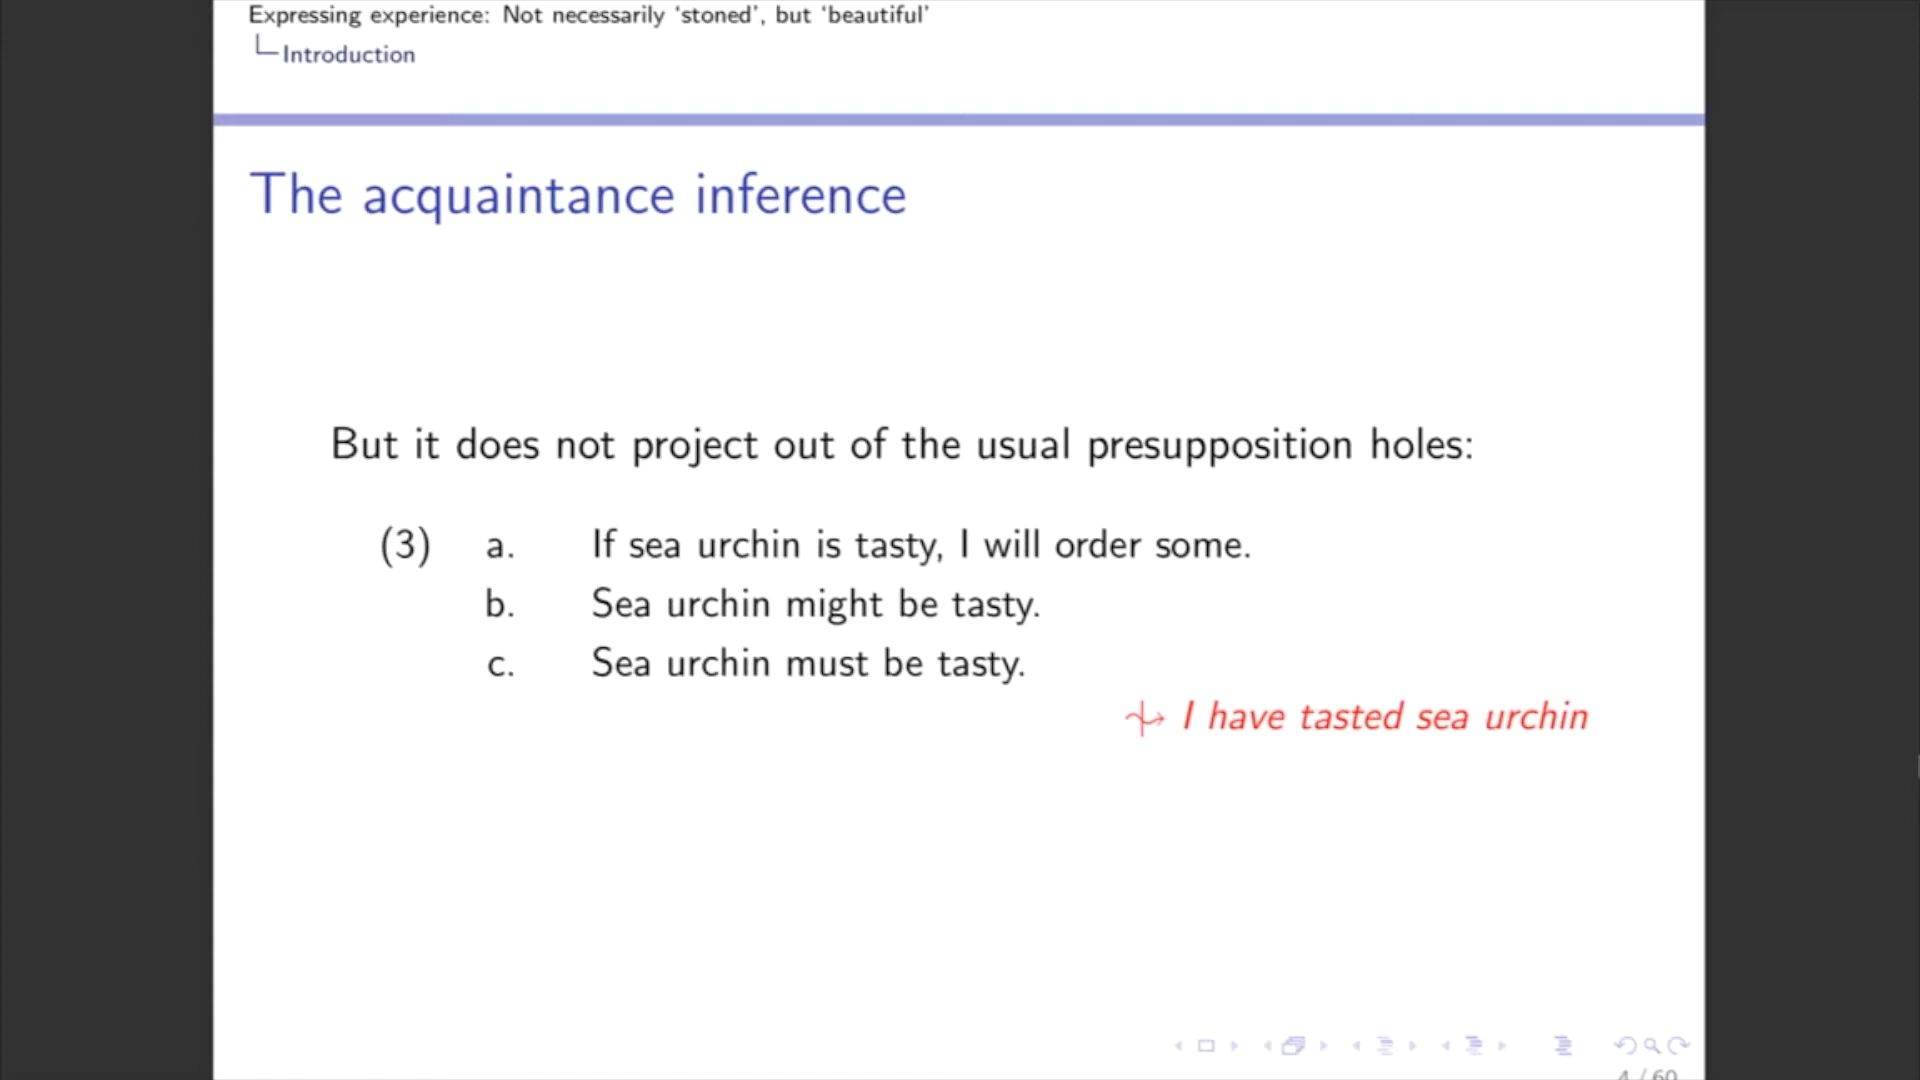 Expressing experience: Not necessarily ‘stoned’, but ‘beautiful’
Introduction
The acquaintance inference
But it does not project out of the usual presupposition holes:
(3) a. If sea urchin is tasty, I will order some.
b. Sea urchin might be tasty.
c. Sea urchin must be tasty.
I have tasted sea urchin
4 / 60